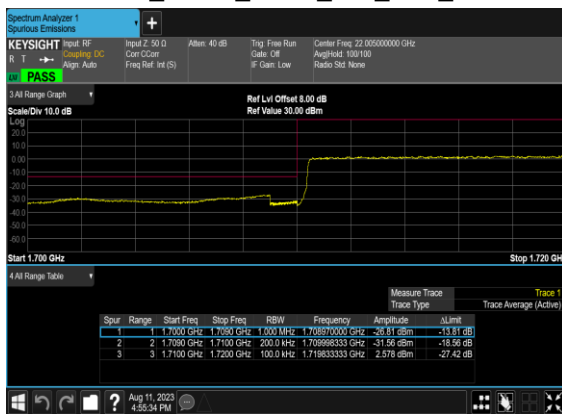 Spectrum Analyzer 1
Spurious Emissions
KEYSIGHT
R T
Input: RF
Coupling: DC
Align: Auto
Input Z: 50 Ω
Corr CCorr
Freq Ref: Int (S)
Atten: 40 dB
Trig: Free Run
Gate: Off
IF Gain: Low
Center Freq: 22.005000000 GHz
Avg|Hold: 100/100
Radio Std: None
PASS
3 All Range Graph
Scale/Div 10.0 dB
Ref Lvl Offset 8.00 dB
Ref Value 30.00 dBm
Log
20.0
10.0
0.00
-10.0
-20.0
-30.0
-40.0
-50.0
-60.0
Start 1.700 GHz
Stop 1.720 GH
4 All Range Table
Measure Trace Trace 1
Trace Type Trace Average (Active)
Spur Range Start Freq Stop Freq RBW Frequency Amplitude ΔLimit
1 1 1.7000 GHz 1.7090 GHz 1.000 MHz 1.708970000 GHz -26.81 dBm -13.81 dB
2 2 1.7090 GHz 1.7100 GHz 200.0 kHz 1.709998333 GHz -31.56 dBm -18.56 dB
3 3 1.7100 GHz 1.7200 GHz 100.0 kHz 1.719833333 GHz 2.578 dBm -27.42 dB
Aug 11, 2023
4:55:34 PM